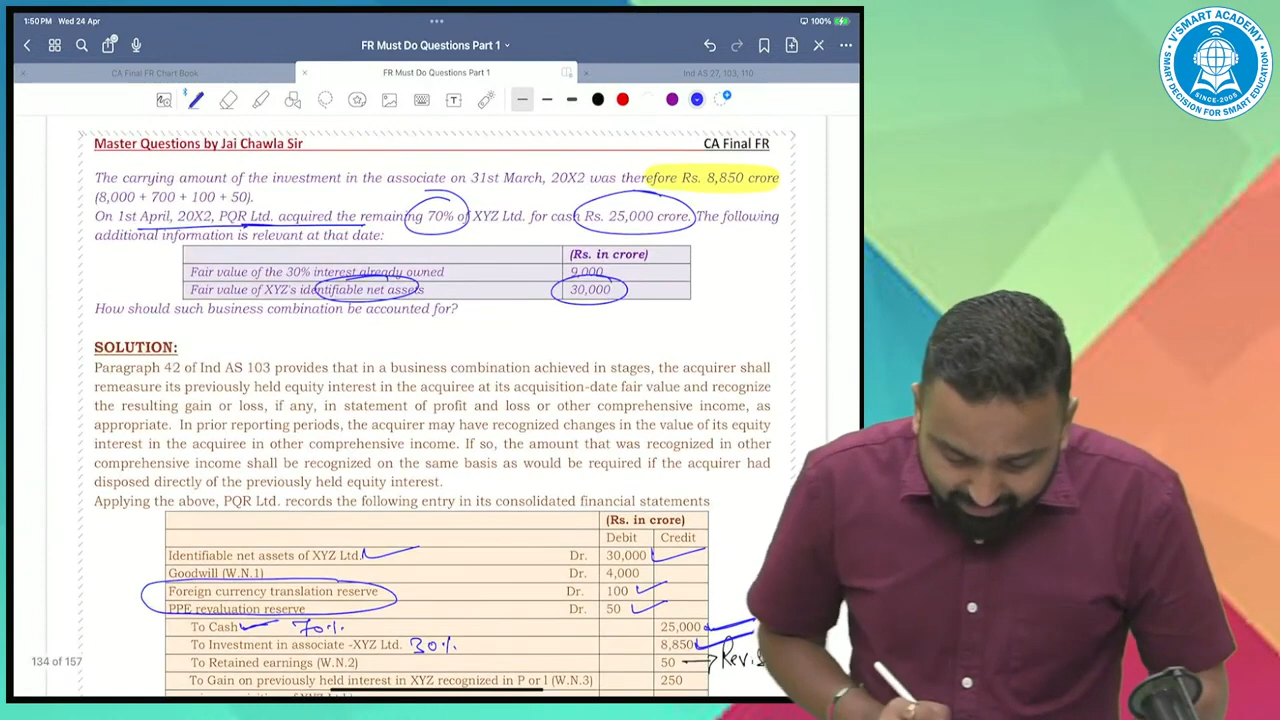 1:50 PM Wed 24 Apr
100%
FR Must Do Questions Part 1
CA Final FR Chart Book
FR Must Do Questions Part 1
Ind AS 27, 103, 110
V'SMART ACADEMY
SMART DECISION FOR SMART EDUCATION
SINCE-2008
Master Questions by Jai Chawla Sir
CA Final FR
The carrying amount of the investment in the associate on 31st March, 20X2 was therefore Rs. 8,850 crore
(8,000 + 700 + 100 + 50).
On 1st April, 20X2, PQR Ltd. acquired the remaining 70% of XYZ Ltd. for cash Rs. 25,000 crore. The following
additional information is relevant at that date:
(Rs. in crore)
Fair value of the 30% interest already owned 9,000
Fair value of XYZ's identifiable net assets 30,000
How should such business combination be accounted for?
SOLUTION:
Paragraph 42 of Ind AS 103 provides that in a business combination achieved in stages, the acquirer shall
remeasure its previously held equity interest in the acquiree at its acquisition-date fair value and recognize
the resulting gain or loss, if any, in statement of profit and loss or other comprehensive income, as
appropriate. In prior reporting periods, the acquirer may have recognized changes in the value of its equity
interest in the acquiree in other comprehensive income. If so, the amount that was recognized in other
comprehensive income shall be recognized on the same basis as would be required if the acquirer had
disposed directly of the previously held equity interest.
Applying the above, PQR Ltd. records the following entry in its consolidated financial statements
(Rs. in crore)
Debit Credit
Identifiable net assets of XYZ Ltd. Dr. 30,000
Goodwill (W.N.1) Dr. 4,000
Foreign currency translation reserve Dr. 100
PPE revaluation reserve Dr. 50
To Cash 70% 25,000
To Investment in associate -XYZ Ltd. 30% 8,850
To Retained earnings (W.N.2) 50
To Gain on previously held interest in XYZ recognized in P or l (W.N.3) 250
134 of 157